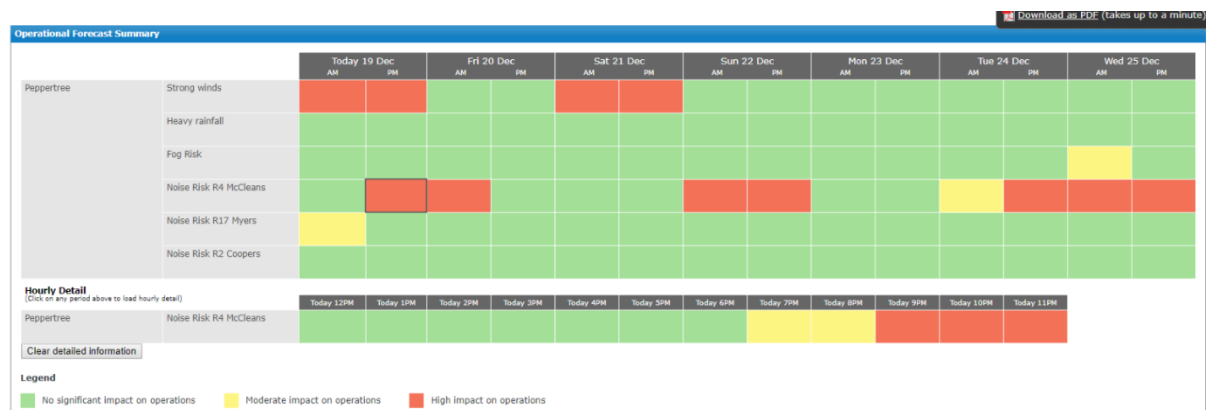 Download as PDF (takes up to a minute)
Operational Forecast Summary
Today 19 Dec Fri 20 Dec Sat 21 Dec Sun 22 Dec Mon 23 Dec Tue 24 Dec Wed 25 Dec
AM PM AM PM AM PM AM PM AM PM AM PM AM PM
Peppertree Strong winds
Heavy rainfall
Fog Risk
Noise Risk R4 McCleans
Noise Risk R17 Myers
Noise Risk R2 Coopers
Hourly Detail
(Click on any period above to load hourly detail)
Today 12PM Today 1PM Today 2PM Today 3PM Today 4PM Today 5PM Today 6PM Today 7PM Today 8PM Today 9PM Today 10PM Today 11PM
Peppertree Noise Risk R4 McCleans
Clear detailed information
Legend
No significant impact on operations Moderate impact on operations High impact on operations